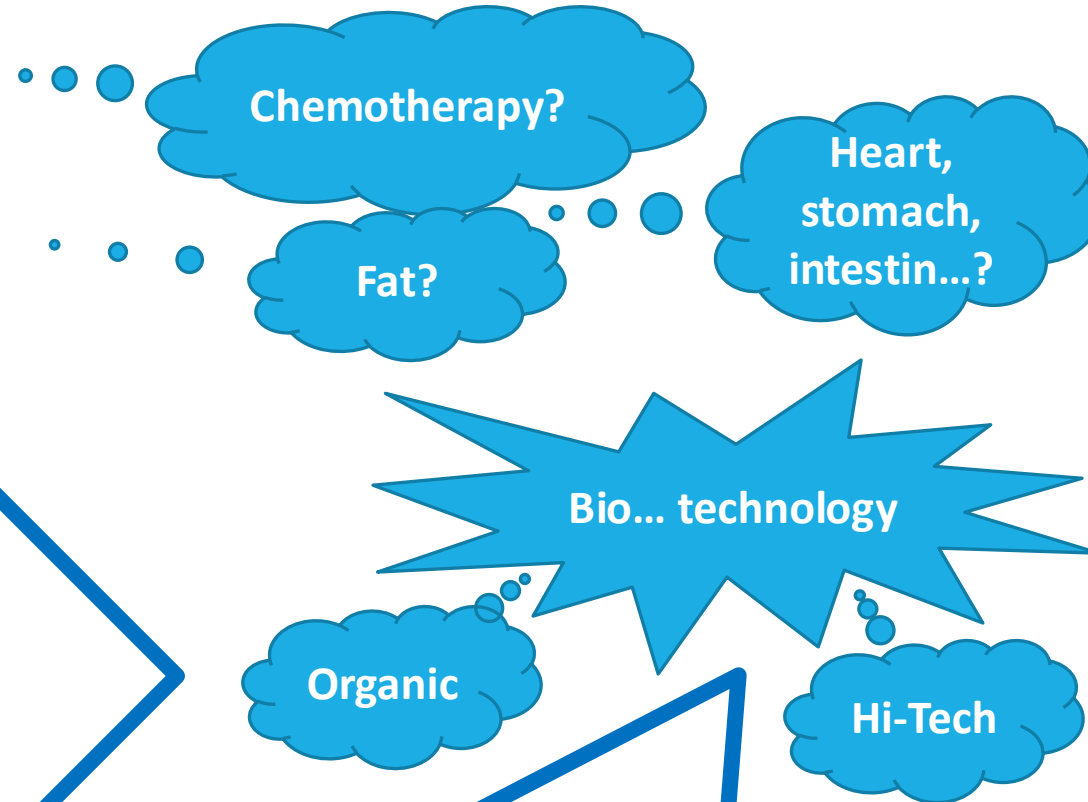 Chemotherapy?
Heart,
stomach,
intestin...?
Fat?
Bio... technology
Organic
Hi-Tech